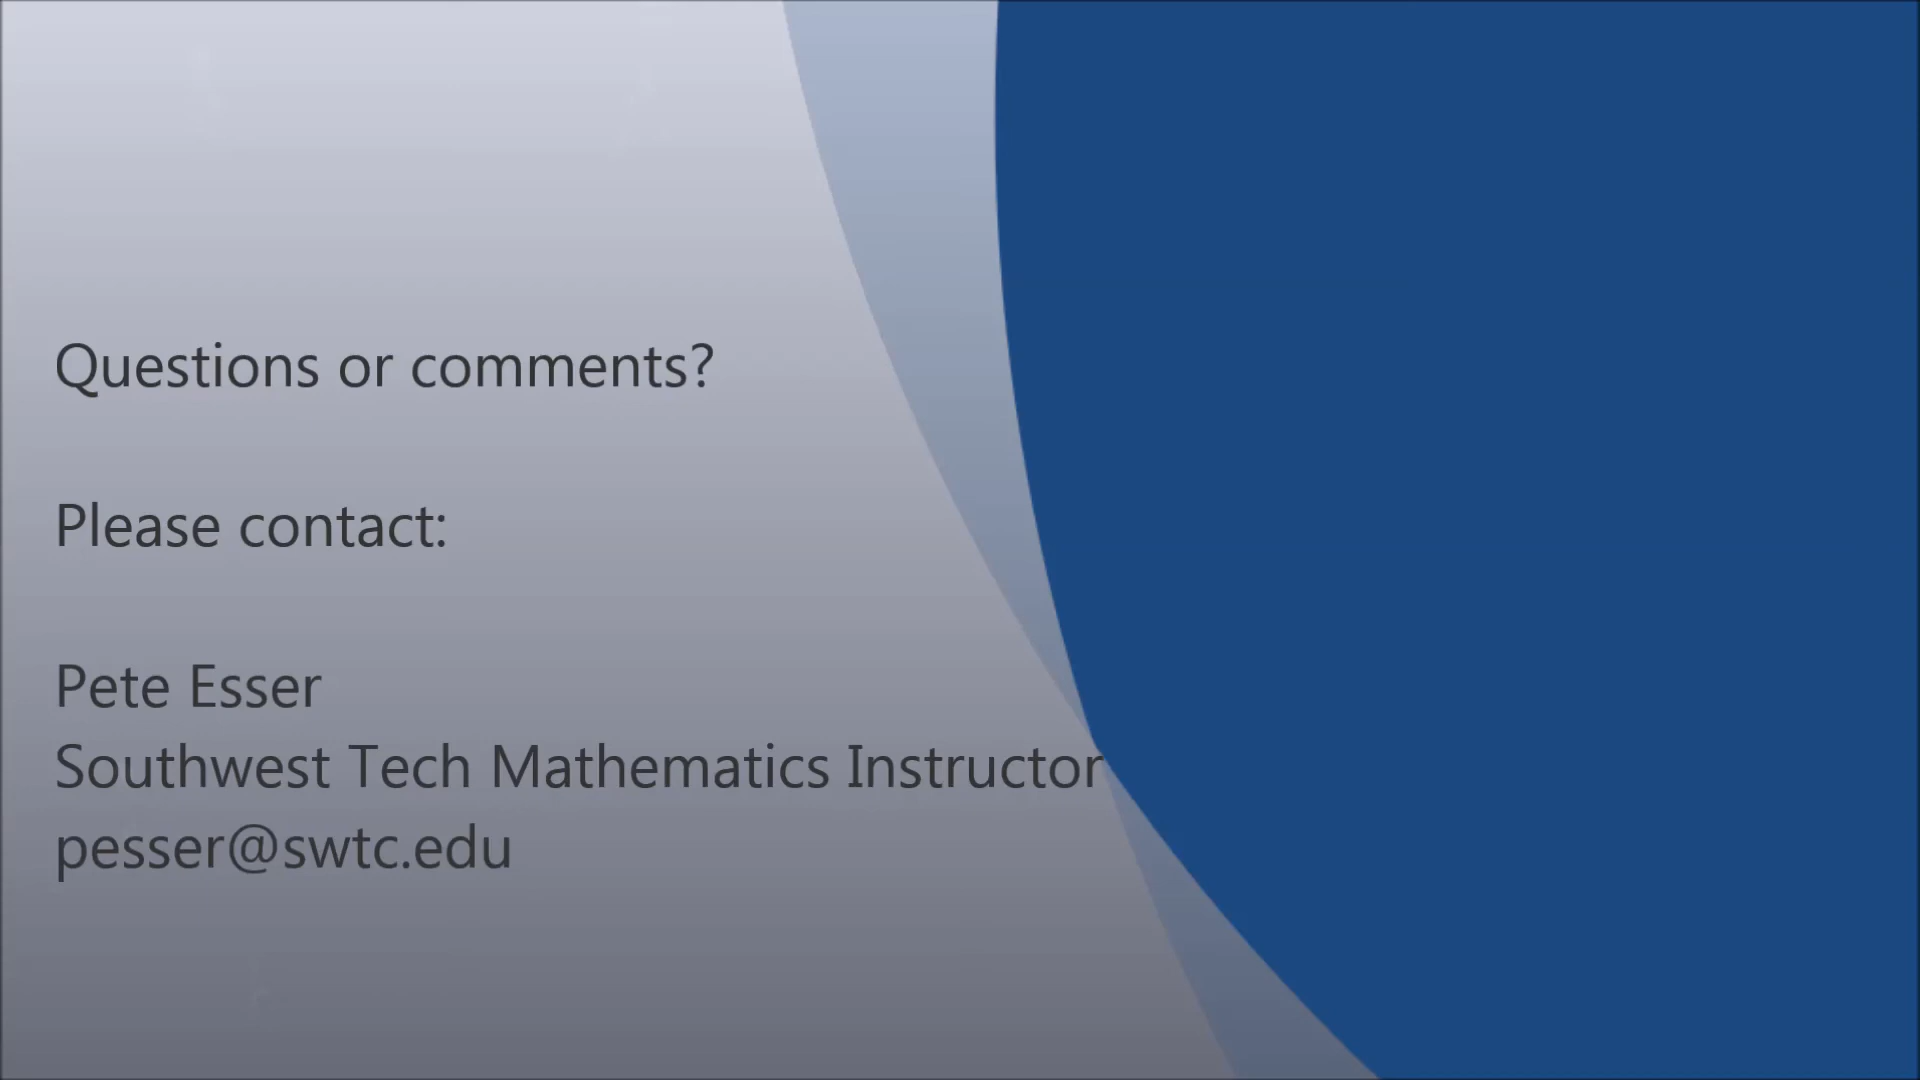 Questions or comments?
Please contact:
Pete Esser
Southwest Tech Mathematics Instructor
pesser@swtc.edu